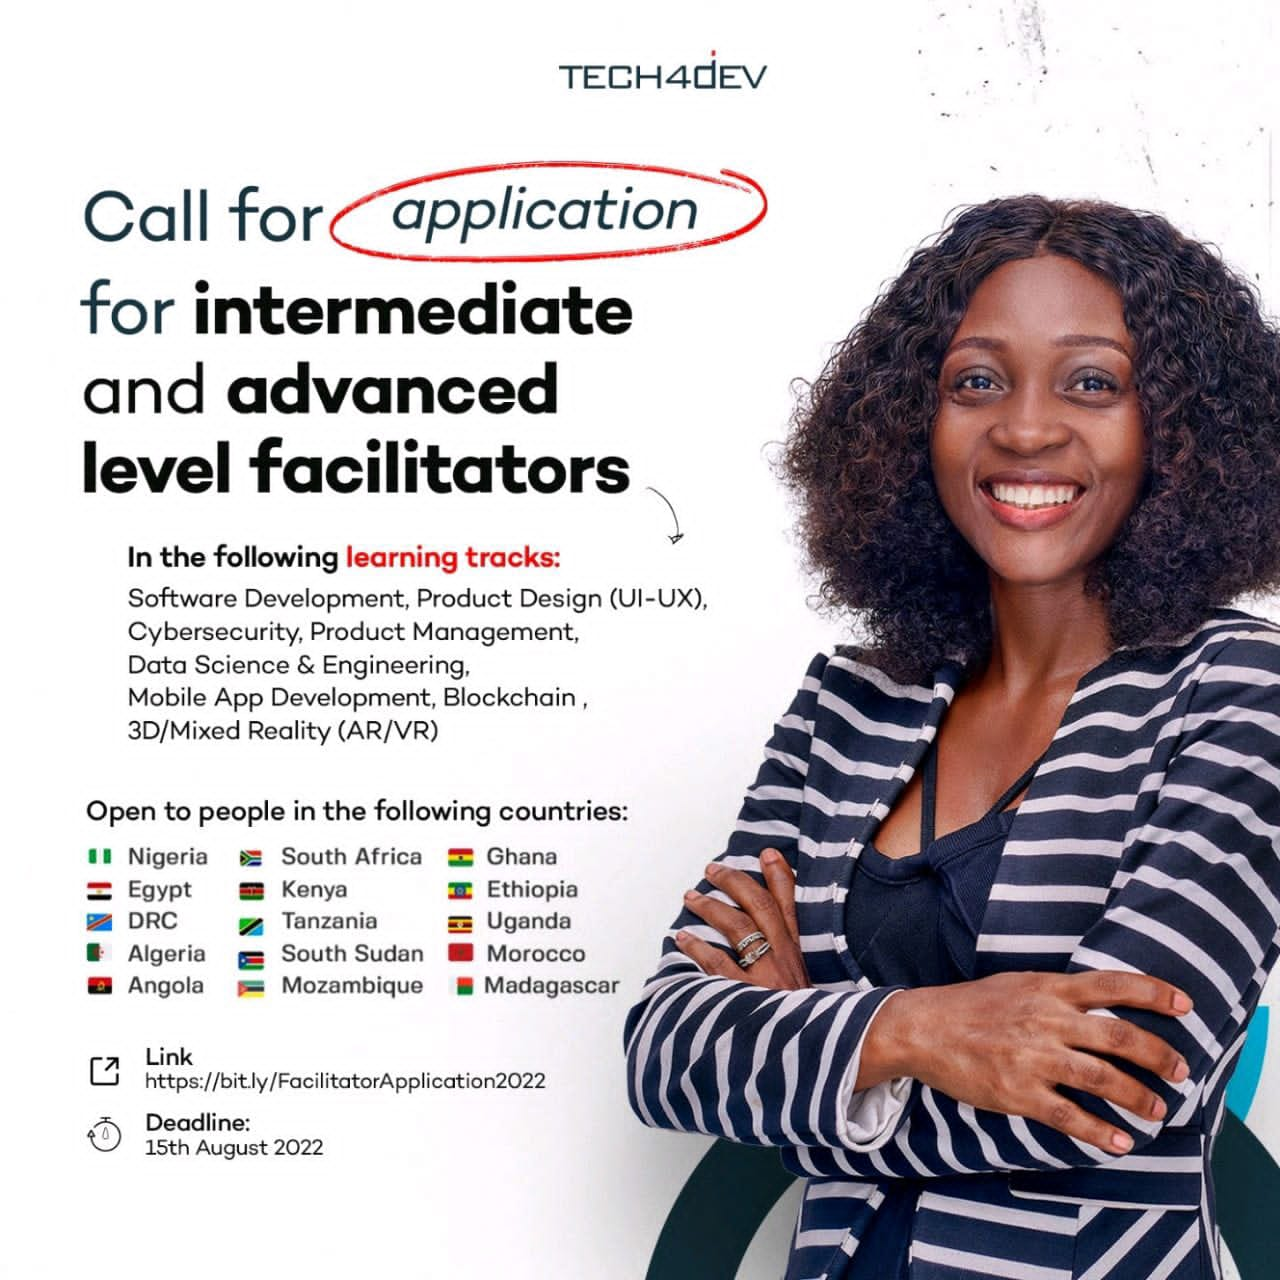 TECH4DEV
Call for application
for intermediate
and advanced
level facilitators
In the following learning tracks:
Software Development, Product Design (UI-UX),
Cybersecurity, Product Management,
Data Science & Engineering,
Mobile App Development, Blockchain ,
3D/Mixed Reality (AR/VR)
Open to people in the following countries:
Nigeria South Africa Ghana
Egypt Kenya Ethiopia
DRC Tanzania Uganda
Algeria South Sudan Morocco
Angola Mozambique Madagascar
Link
https://bit.ly/FacilitatorApplication2022
Deadline:
15th August 2022